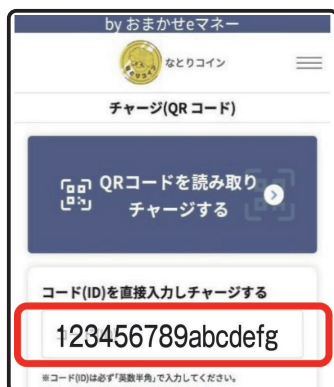 by おまかせeマネー
なとりコイン
チャージ(QRコード)
QRコードを読み取り
チャージする
コード(ID)を直接入力しチャージする
123456789abcdefg
※コード(ID)は必ず｢英数半角｣で入力してください。